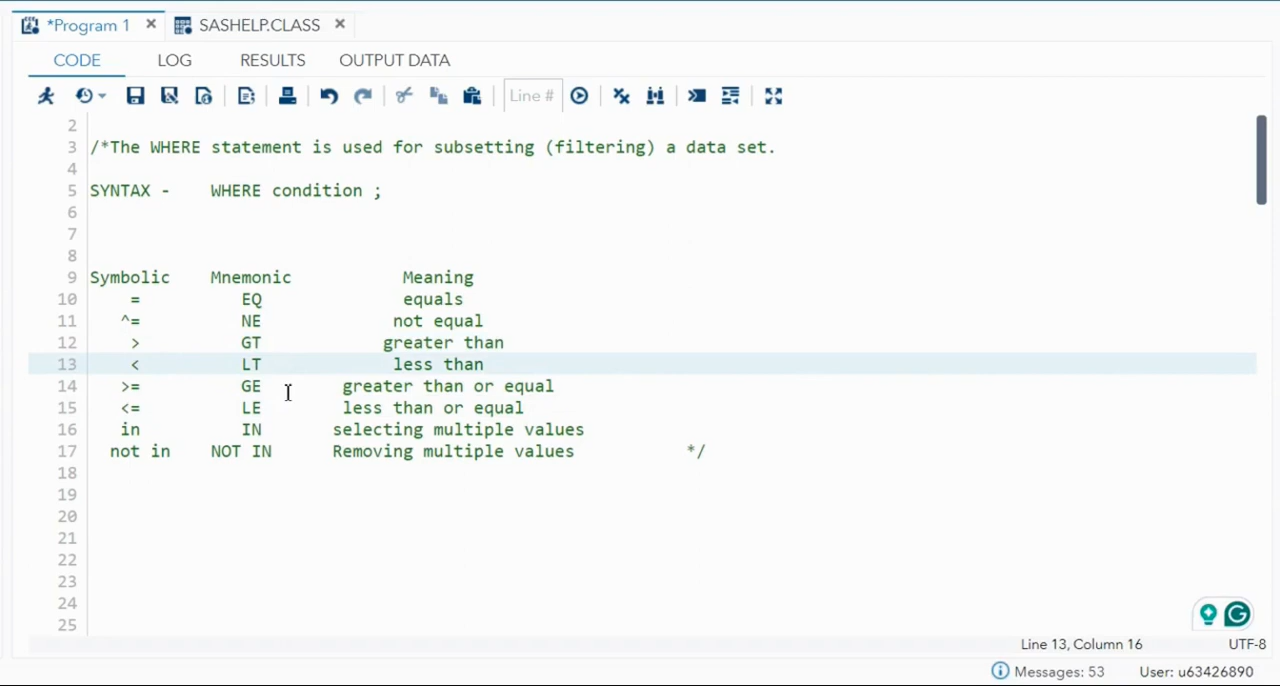 *Program 1 × SASHELP.CLASS ×
CODE LOG RESULTS OUTPUT DATA
Line #
2
3 /*The WHERE statement is used for subsetting (filtering) a data set.
4
5 SYNTAX - WHERE condition ;
6
7
8
9 Symbolic Mnemonic Meaning
10 = EQ equals
11 ^= NE not equal
12 > GT greater than
13 < LT less than
14 >= GE greater than or equal
15 <= LE less than or equal
16 in IN selecting multiple values
17 not in NOT IN Removing multiple values */
18
19
20
21
22
23
24
25
Line 13, Column 16 UTF-8
Messages: 53 User: u63426890